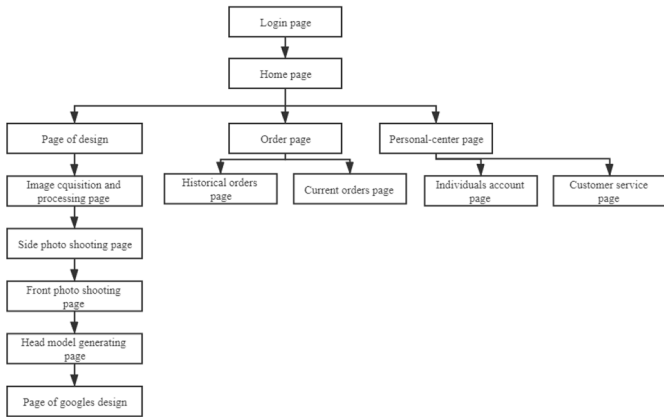 Login page
Home page
Page of design
Order page
Personal-center page
Image cquisition and
processing page
Historical orders
page
Current orders page
Individuals account
page
Customer service
page
Side photo shooting page
Front photo shooting
page
Head model generating
page
Page of googles design